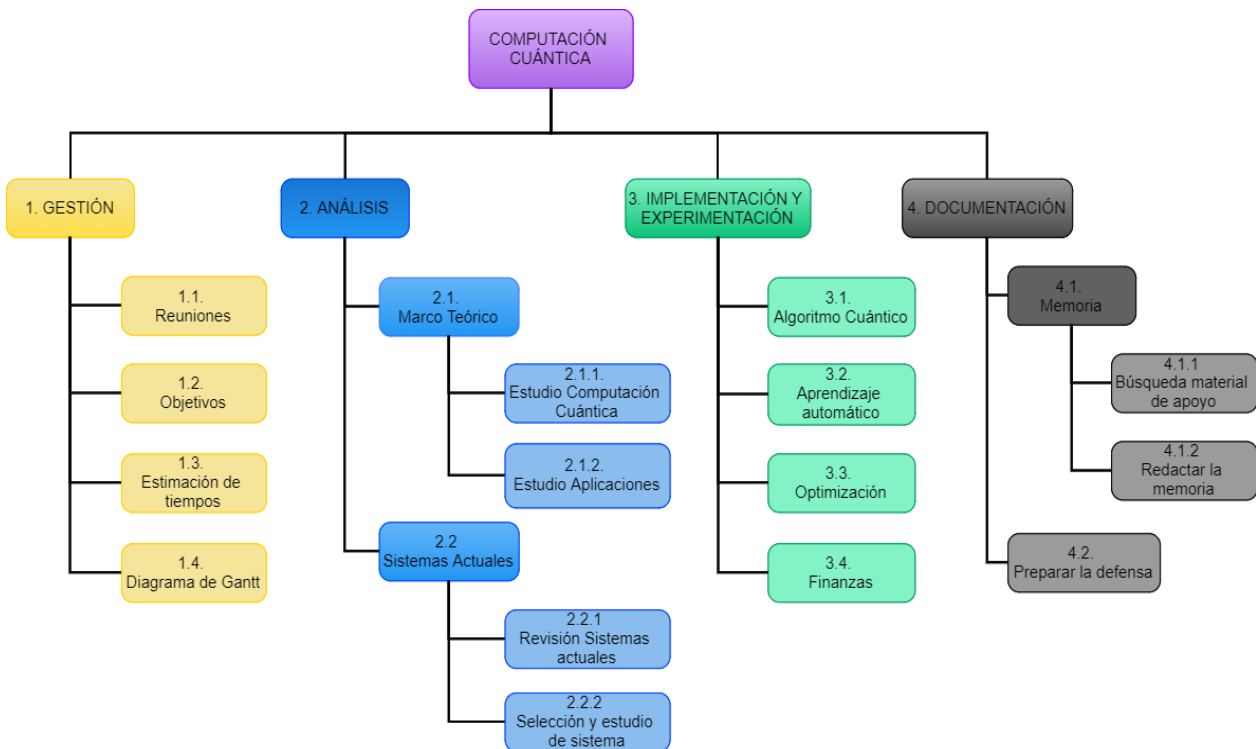 COMPUTACIÓN
CUÁNTICA
1. GESTIÓN
1.1.
Reuniones
1.2.
Objetivos
1.3.
Estimación de
tiempos
1.4.
Diagrama de Gantt
2. ANÁLISIS
2.1.
Marco Teórico
2.1.1.
Estudio Computación
Cuántica
2.1.2.
Estudio Aplicaciones
2.2
Sistemas Actuales
2.2.1
Revisión Sistemas
actuales
2.2.2
Selección y estudio
de sistema
3. IMPLEMENTACIÓN Y
EXPERIMENTACIÓN
3.1.
Algoritmo Cuántico
3.2.
Aprendizaje
automático
3.3.
Optimización
3.4.
Finanzas
4. DOCUMENTACIÓN
4.1.
Memoria
4.1.1
Búsqueda material
de apoyo
4.1.2
Redactar la
memoria
4.2.
Preparar la defensa